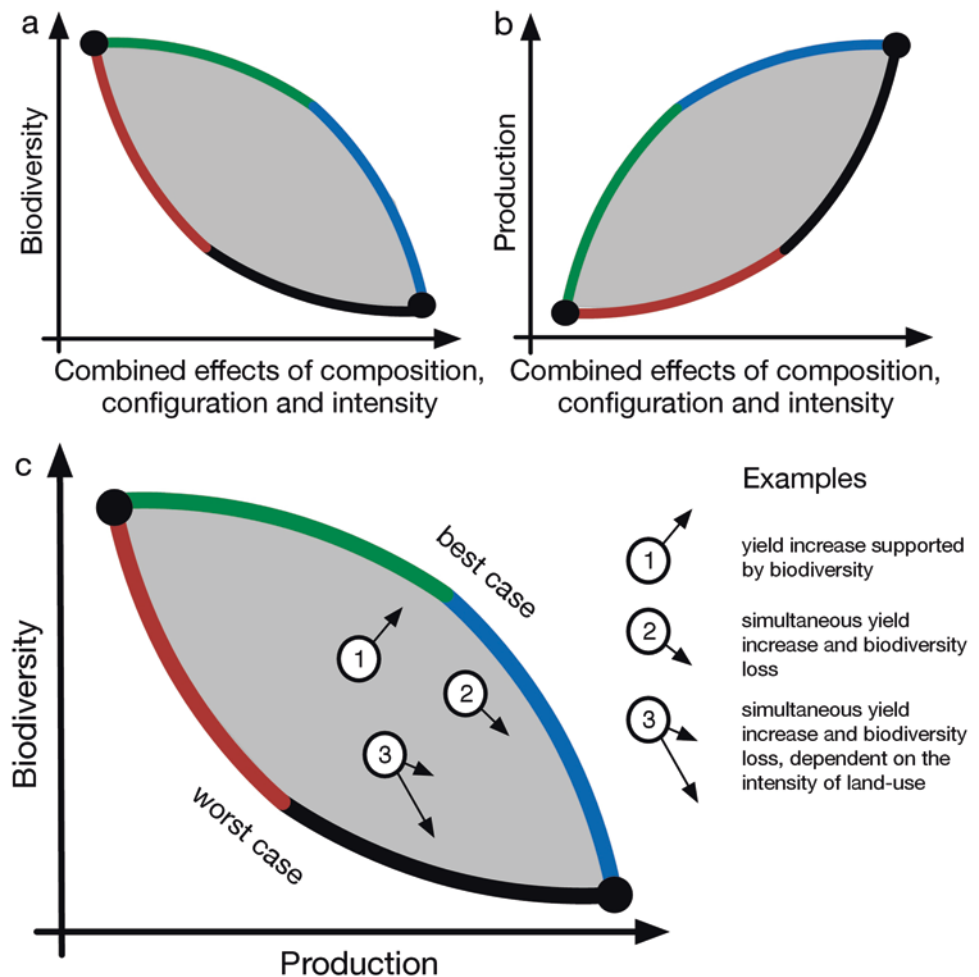 a
Biodiversity
Combined effects of composition,
configuration and intensity
b
Production
Combined effects of composition,
configuration and intensity
c
Biodiversity
Production
best case
worst case
1
2
3
Examples
1
yield increase supported
by biodiversity
2
simultaneous yield
increase and biodiversity
loss
3
simultaneous yield
increase and biodiversity
loss, dependent on the
intensity of land-use